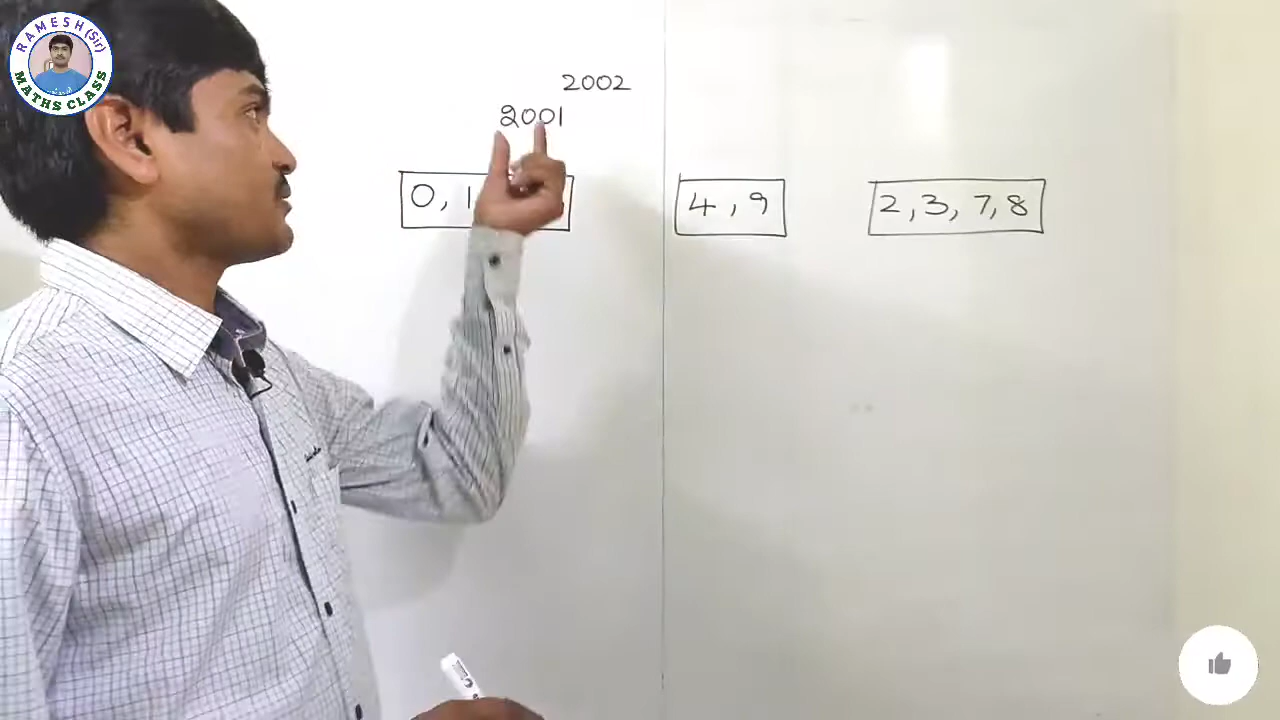 RAMESH (Sir)
MATHS CLASS
2002
2001
0, 1
4, 9
2, 3, 7, 8